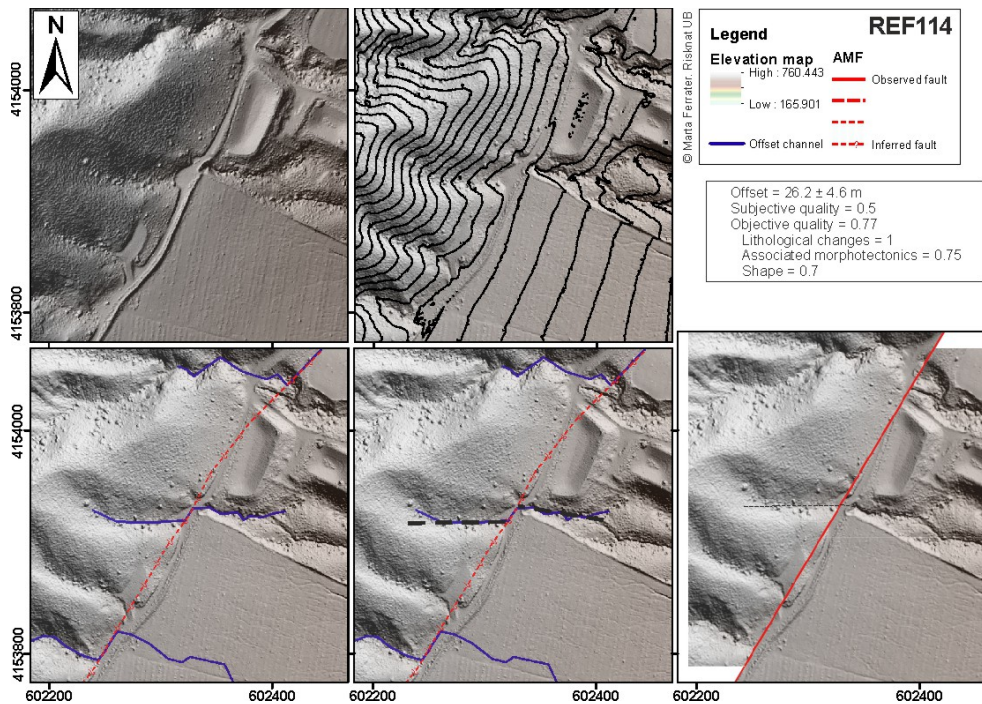 N
REF114
Legend
Elevation map
AMF
High : 760.443
Low : 165.901
Observed fault
Offset channel
Inferred fault
© Marta Ferrater. Risknat UB
Offset = 26.2 ± 4.6 m
Subjective quality = 0.5
Objective quality = 0.77
Lithological changes = 1
Associated morphotectonics = 0.75
Shape = 0.7
4154000
4153800
4154000
4153800
602200
602400
602200
602400
602200
602400